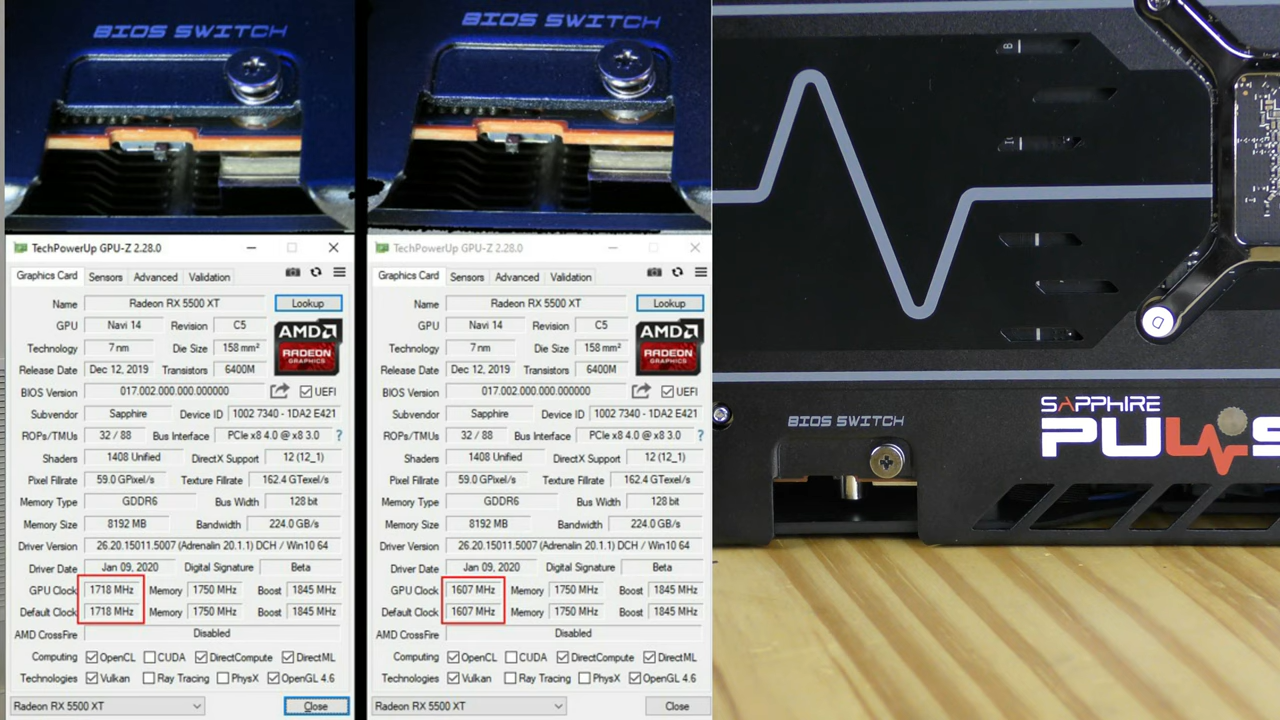 BIOS SWITCH
TechPowerUp GPU-Z 2.28.0
Graphics Card Sensors Advanced Validation
Name Radeon RX 5500 XT Lookup
GPU Navi 14 Revision C5
AMD
RADEON
GRAPHICS
Technology 7 nm Die Size 158 mm²
Release Date Dec 12, 2019 Transistors 6400M
BIOS Version 017.002.000.000.000000 UEFI
Subvendor Sapphire Device ID 1002 7340 - 1DA2 E421
ROPs/TMUs 32 / 88 Bus Interface PCIe x8 4.0 @ x8 3.0 ?
Shaders 1408 Unified DirectX Support 12 (12_1)
Pixel Fillrate 59.0 GPixel/s Texture Fillrate 162.4 GTexel/s
Memory Type GDDR6 Bus Width 128 bit
Memory Size 8192 MB Bandwidth 224.0 GB/s
Driver Version 26.20.15011.5007 (Adrenalin 20.1.1) DCH / Win10 64
Driver Date Jan 09, 2020 Digital Signature Beta
GPU Clock 1718 MHz Memory 1750 MHz Boost 1845 MHz
Default Clock 1718 MHz Memory 1750 MHz Boost 1845 MHz
AMD CrossFire Disabled
Computing OpenCL CUDA DirectCompute DirectML
Technologies Vulkan Ray Tracing PhysX OpenGL 4.6
Radeon RX 5500 XT Close
BIOS SWITCH
TechPowerUp GPU-Z 2.28.0
Graphics Card Sensors Advanced Validation
Name Radeon RX 5500 XT Lookup
GPU Navi 14 Revision C5
AMD
RADEON
GRAPHICS
Technology 7 nm Die Size 158 mm²
Release Date Dec 12, 2019 Transistors 6400M
BIOS Version 017.002.000.000.000000 UEFI
Subvendor Sapphire Device ID 1002 7340 - 1DA2 E421
ROPs/TMUs 32 / 88 Bus Interface PCIe x8 4.0 @ x8 3.0 ?
Shaders 1408 Unified DirectX Support 12 (12_1)
Pixel Fillrate 59.0 GPixel/s Texture Fillrate 162.4 GTexel/s
Memory Type GDDR6 Bus Width 128 bit
Memory Size 8192 MB Bandwidth 224.0 GB/s
Driver Version 26.20.15011.5007 (Adrenalin 20.1.1) DCH / Win10 64
Driver Date Jan 09, 2020 Digital Signature Beta
GPU Clock 1607 MHz Memory 1750 MHz Boost 1845 MHz
Default Clock 1607 MHz Memory 1750 MHz Boost 1845 MHz
AMD CrossFire Disabled
Computing OpenCL CUDA DirectCompute DirectML
Technologies Vulkan Ray Tracing PhysX OpenGL 4.6
Radeon RX 5500 XT Close
BIOS SWITCH
SAPPHIRE
PULS